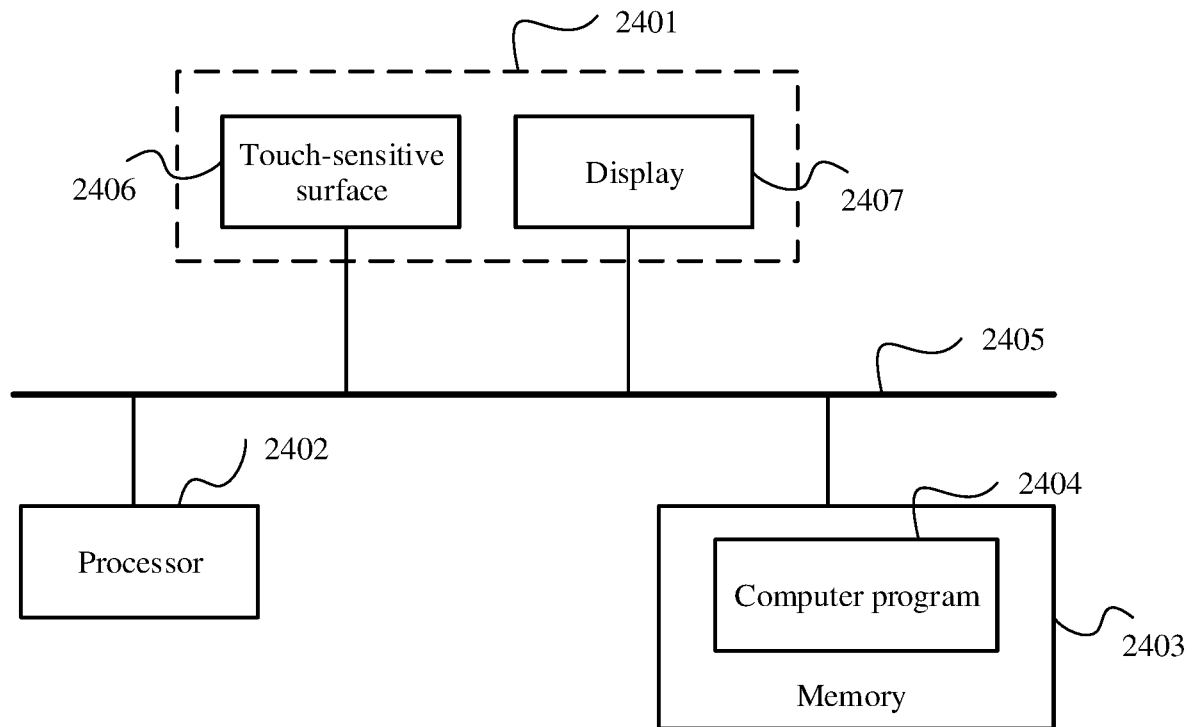 2401
Touch-sensitive
surface
Display
2406
2407
2405
2402
2404
Processor
Computer program
2403
Memory